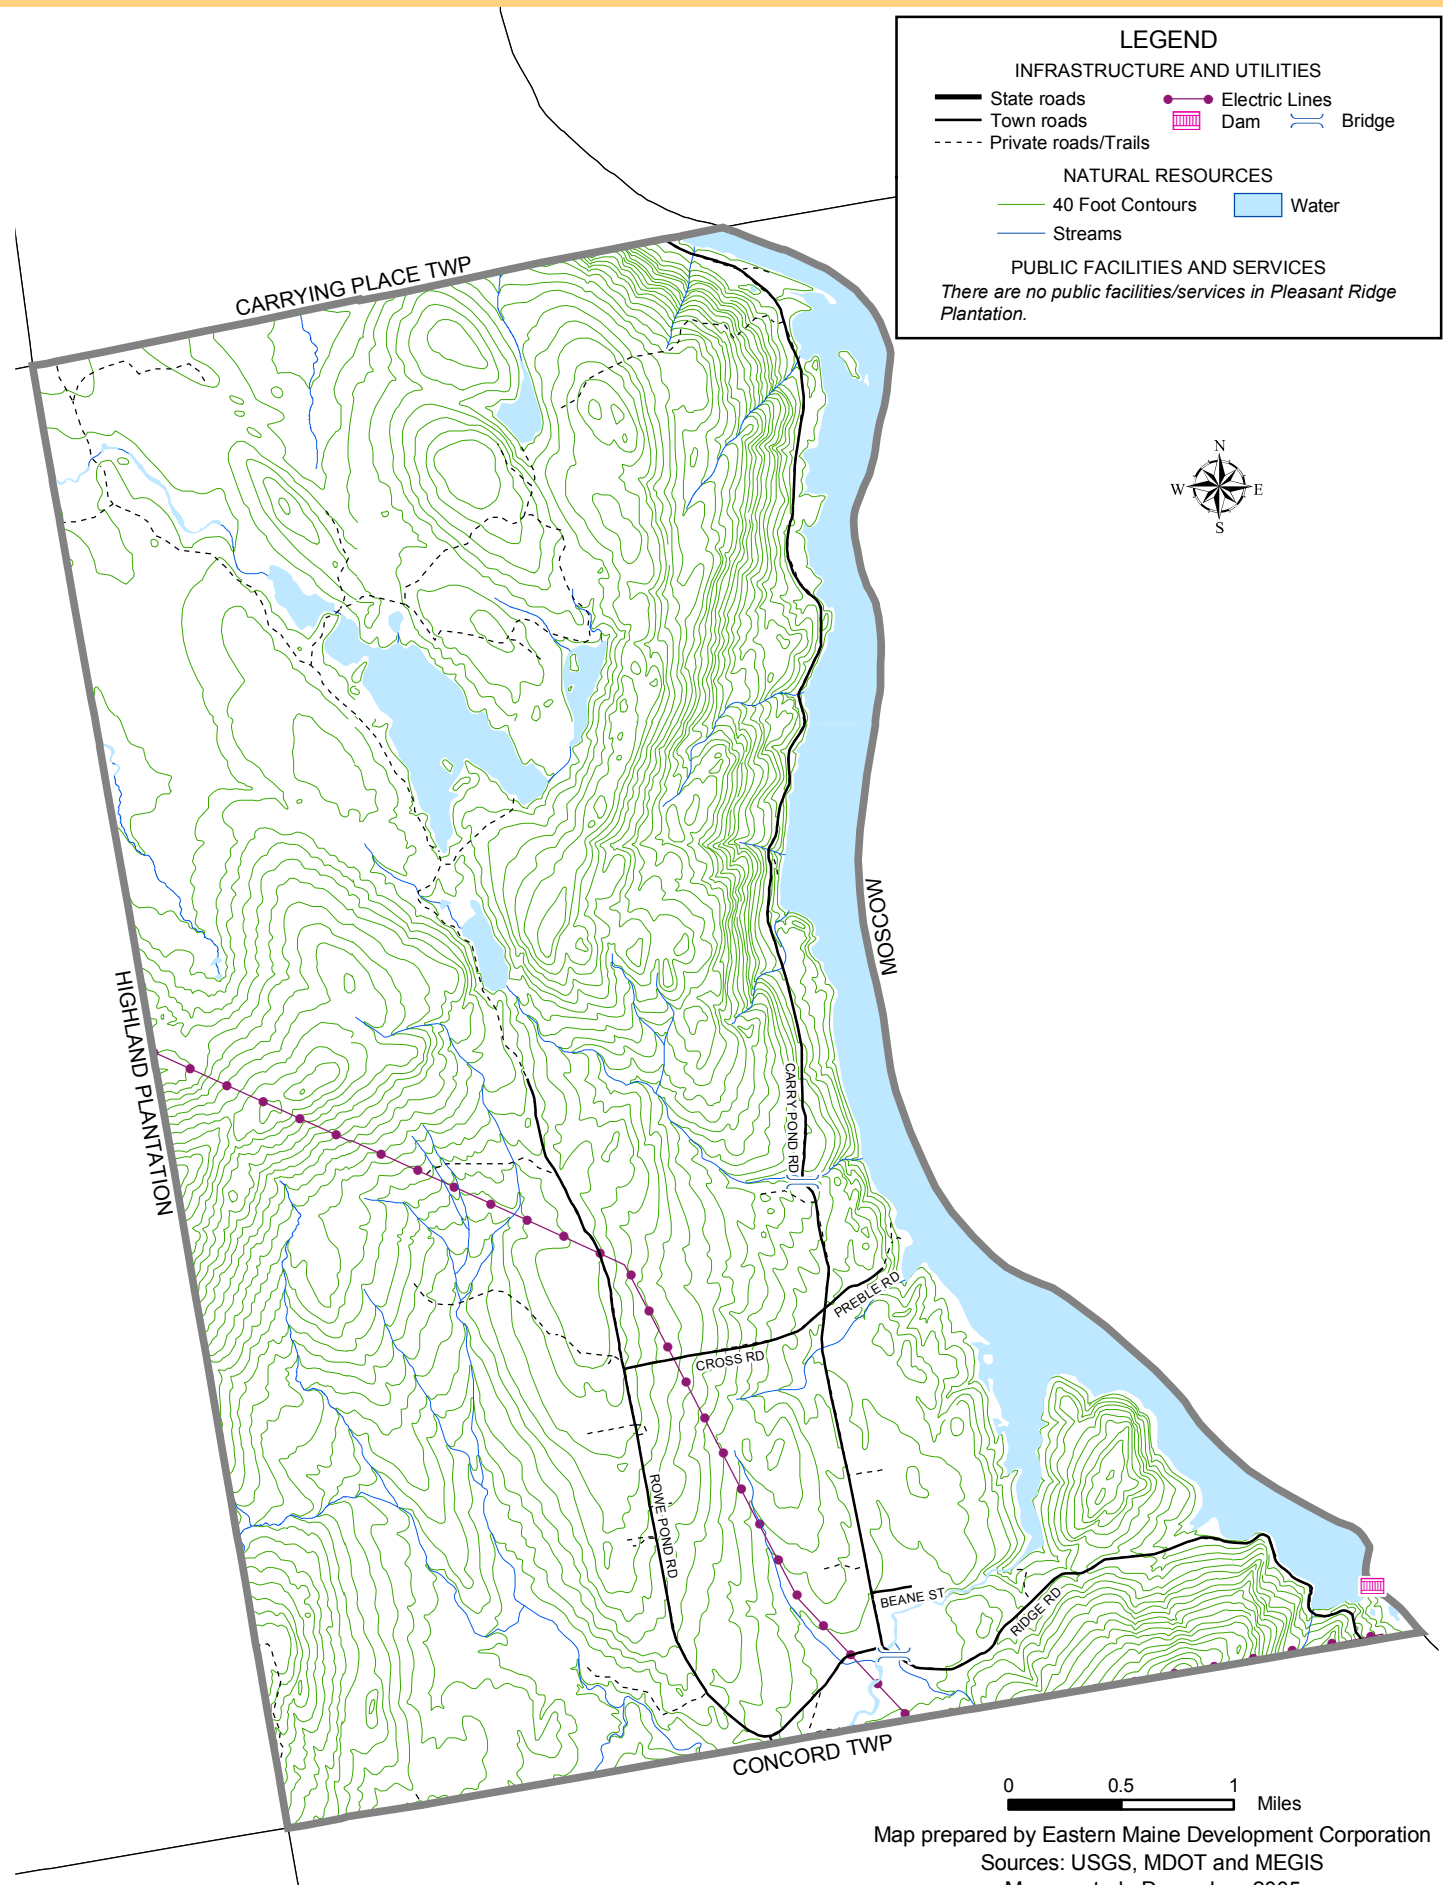 LEGEND
INFRASTRUCTURE AND UTILITIES
State roads
Electric Lines
Town roads
Dam
Bridge
Private roads/Trails
NATURAL RESOURCES
40 Foot Contours
Water
Streams
PUBLIC FACILITIES AND SERVICES
There are no public facilities/services in Pleasant Ridge
Plantation.
CARRYING PLACE TWP
N
W
E
S
MOSCOW
HIGHLAND PLANTATION
CARRY POND RD
PREBLE RD
CROSS RD
ROWE POND RD
BEANE ST
RIDGE RD
CONCORD TWP
0 0.5 1
Miles
Map prepared by Eastern Maine Development Corporation
Sources: USGS, MDOT and MEGIS